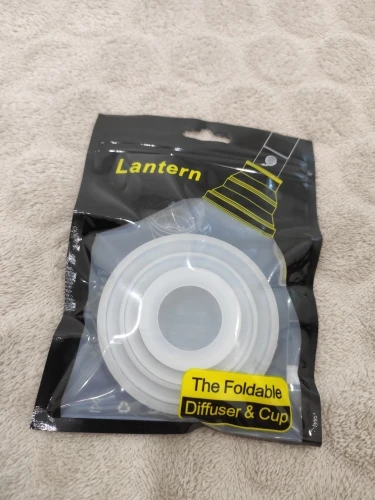 Lantern
The Foldable
Diffuser & Cup